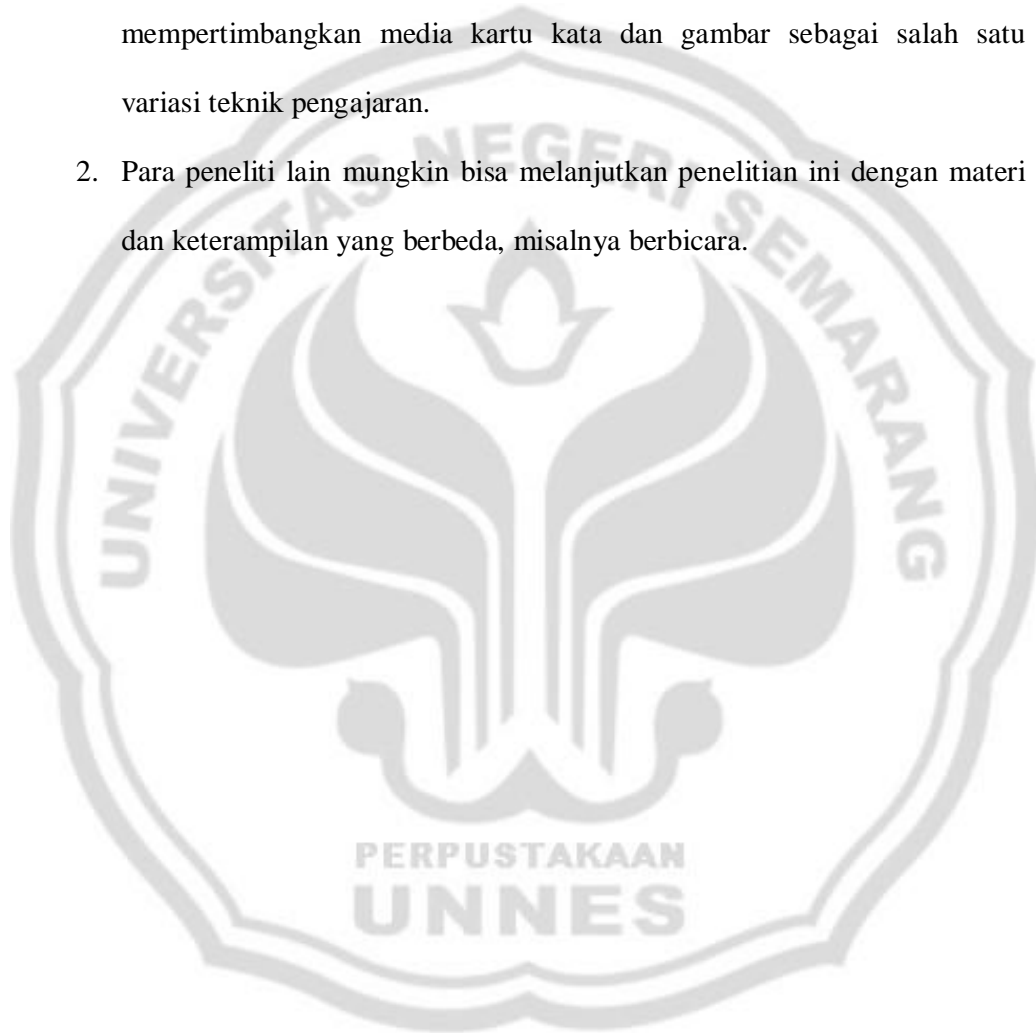 mempertimbangkan media kartu kata dan gambar sebagai salah satu
variasi teknik pengajaran.
2. Para peneliti lain mungkin bisa melanjutkan penelitian ini dengan materi
dan keterampilan yang berbeda, misalnya berbicara.
UNIVERSITAS NEGERI SEMARANG
PERPUSTAKAAN
UNNES